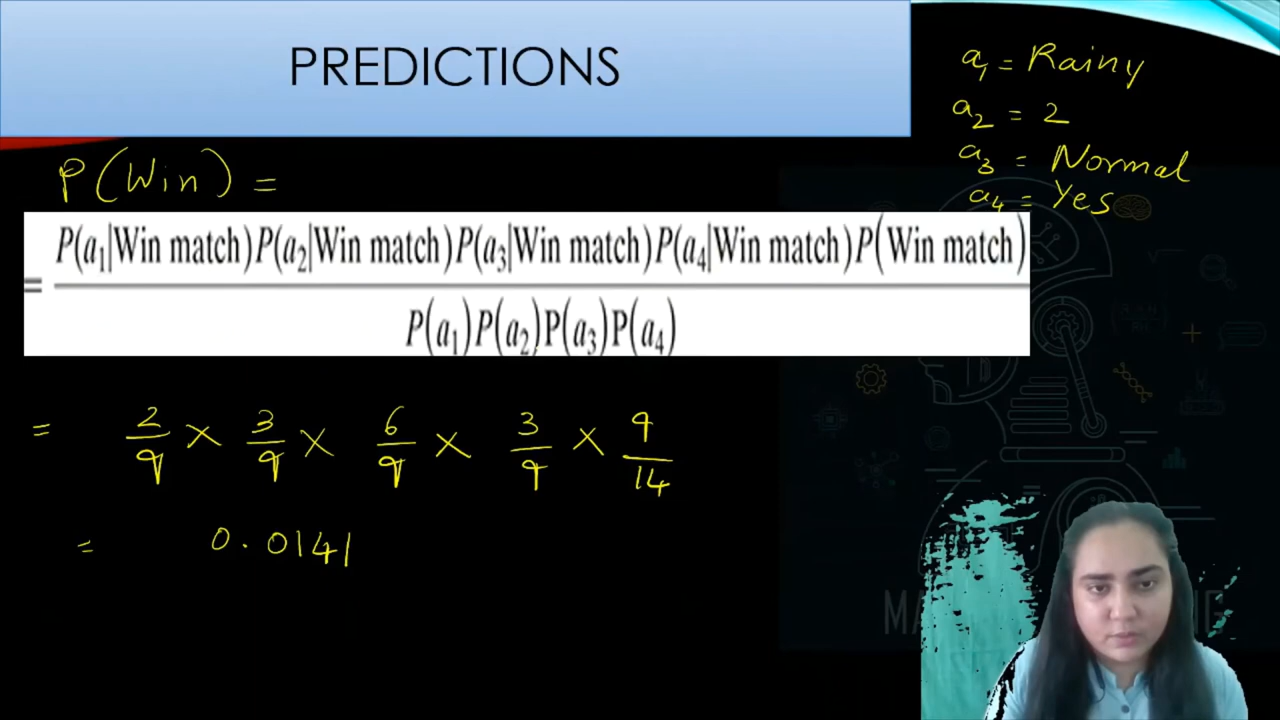 PREDICTIONS
a₁ = Rainy
a₂ = 2
a₃ = Normal
a₄ = Yes
P(Win) =
= P(a₁|Win match)P(a₂|Win match)P(a₃|Win match)P(a₄|Win match)P(Win match)
P(a₁)P(a₂)P(a₃)P(a₄)
= 2/9 × 3/9 × 6/9 × 3/9 × 9/14
= 0.0141